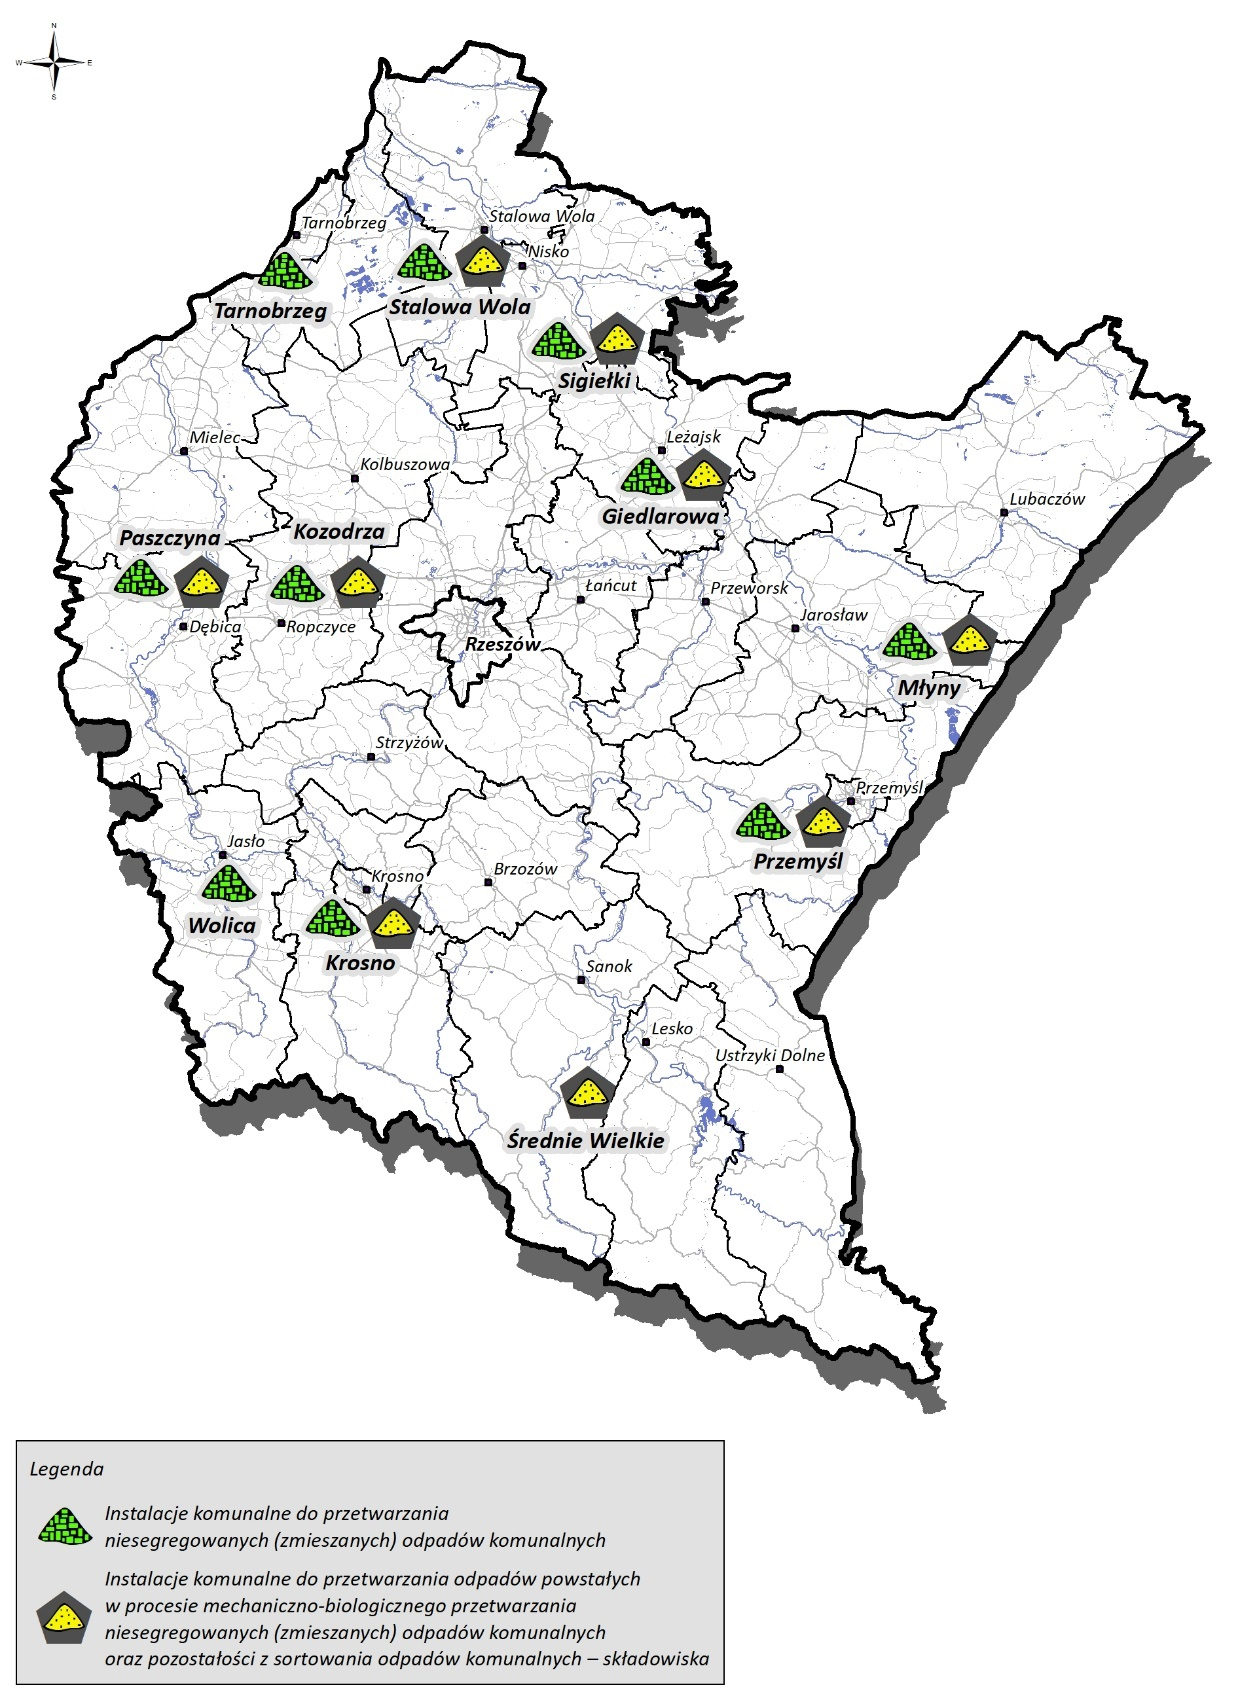 N
W
E
S
Tarnobrzeg
Stalowa Wola
Nisko
Tarnobrzeg
Stalowa Wola
Sigiełki
Mielec
Leżajsk
Kolbuszowa
Lubaczów
Giedlarowa
Paszczyna
Kozodrza
Łańcut
Przeworsk
Jarosław
Dębica
Ropczyce
Rzeszów
Młyny
Strzyżów
Przemyśl
Jasło
Przemyśl
Krosno
Brzozów
Wolica
Krosno
Sanok
Lesko
Ustrzyki Dolne
Średnie Wielkie
Legenda
Instalacje komunalne do przetwarzania
niesegregowanych (zmieszanych) odpadów komunalnych
Instalacje komunalne do przetwarzania odpadów powstałych
w procesie mechaniczno-biologicznego przetwarzania
niesegregowanych (zmieszanych) odpadów komunalnych
oraz pozostałości z sortowania odpadów komunalnych – składowiska